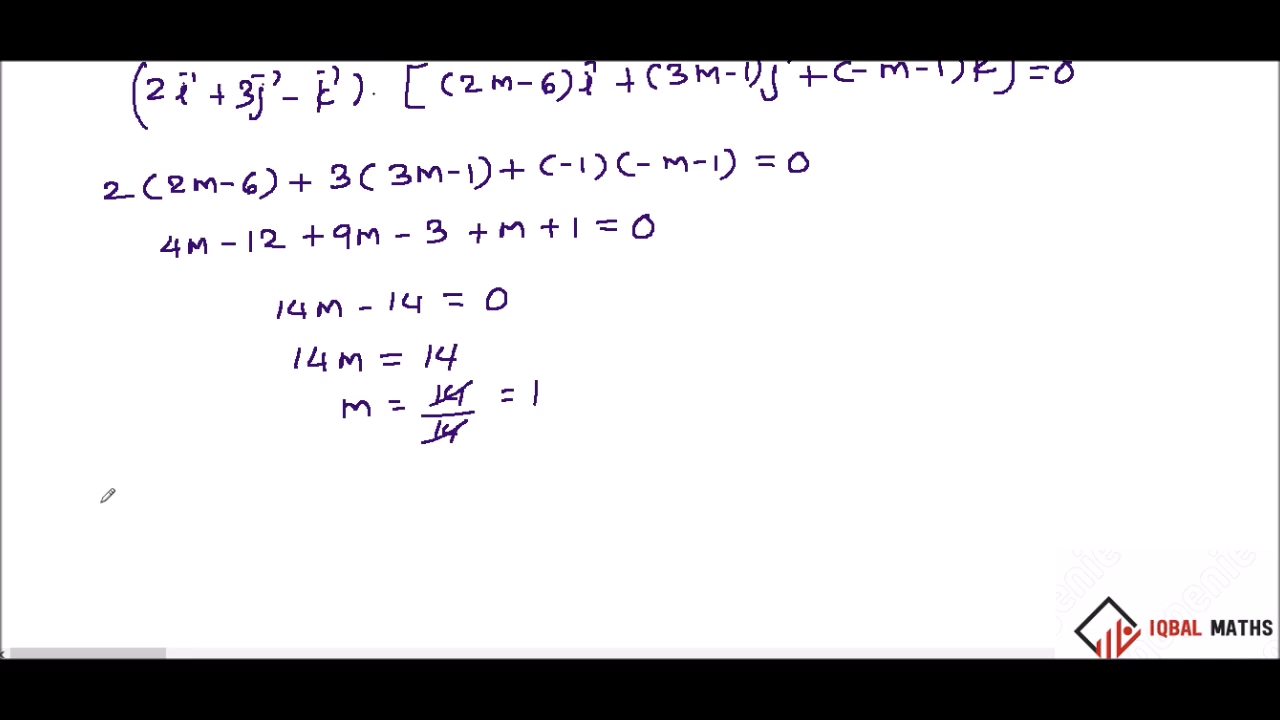 (2i⃗ + 3j⃗ − k⃗) . [(2m−6)i⃗ + (3m−1)j⃗ + (−m−1)k⃗] = 0
2(2m−6) + 3(3m−1) + (−1)(−m−1) = 0
4m − 12 + 9m − 3 + m + 1 = 0
14m − 14 = 0
14m = 14
m = 14/14 = 1
IQBAL MATHS